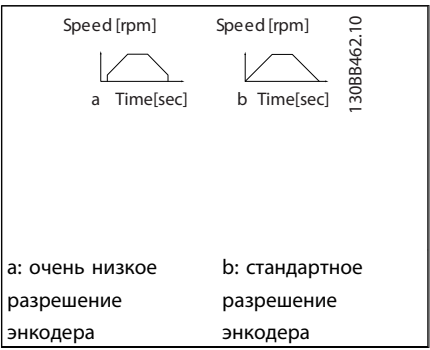 Speed [rpm] Speed [rpm]
a Time[sec] b Time[sec]
130BB462.10
a: очень низкое b: стандартное
разрешение разрешение
энкодера энкодера